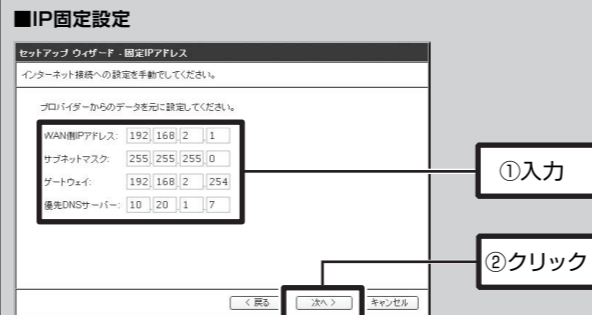 ■IP固定設定
セットアップ ウィザード - 固定IPアドレス
インターネット接続への設定を手動でしてください。
プロバイダーからのデータを元に設定してください。
WAN側IPアドレス: 192.168.2.1
サブネットマスク: 255.255.255.0
ゲートウェイ: 192.168.2.254
優先DNSサーバー: 10.20.1.7
①入力
②クリック
<戻る 次へ> キャンセル